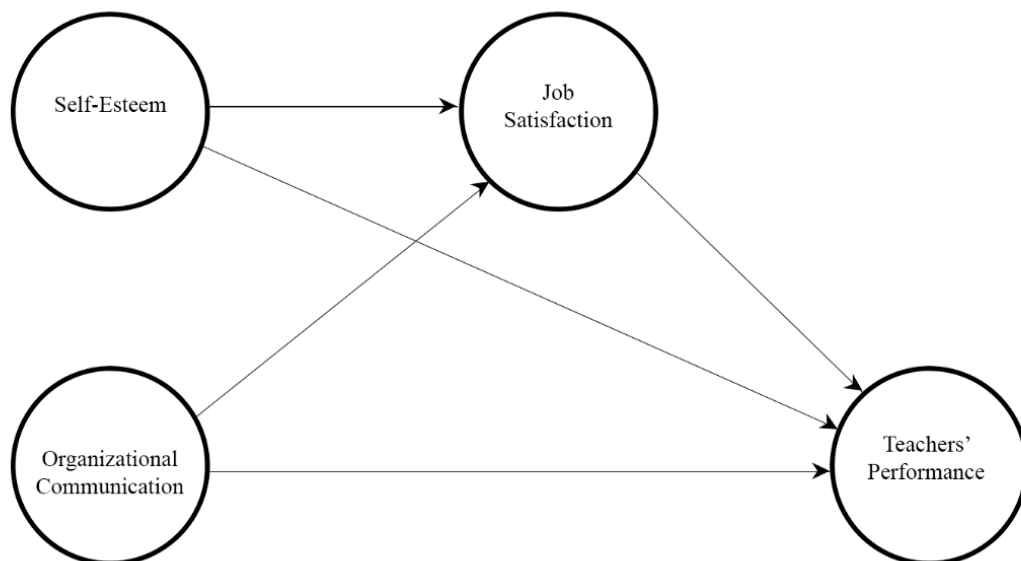 Self-Esteem
Job
Satisfaction
Organizational
Communication
Teachers’
Performance